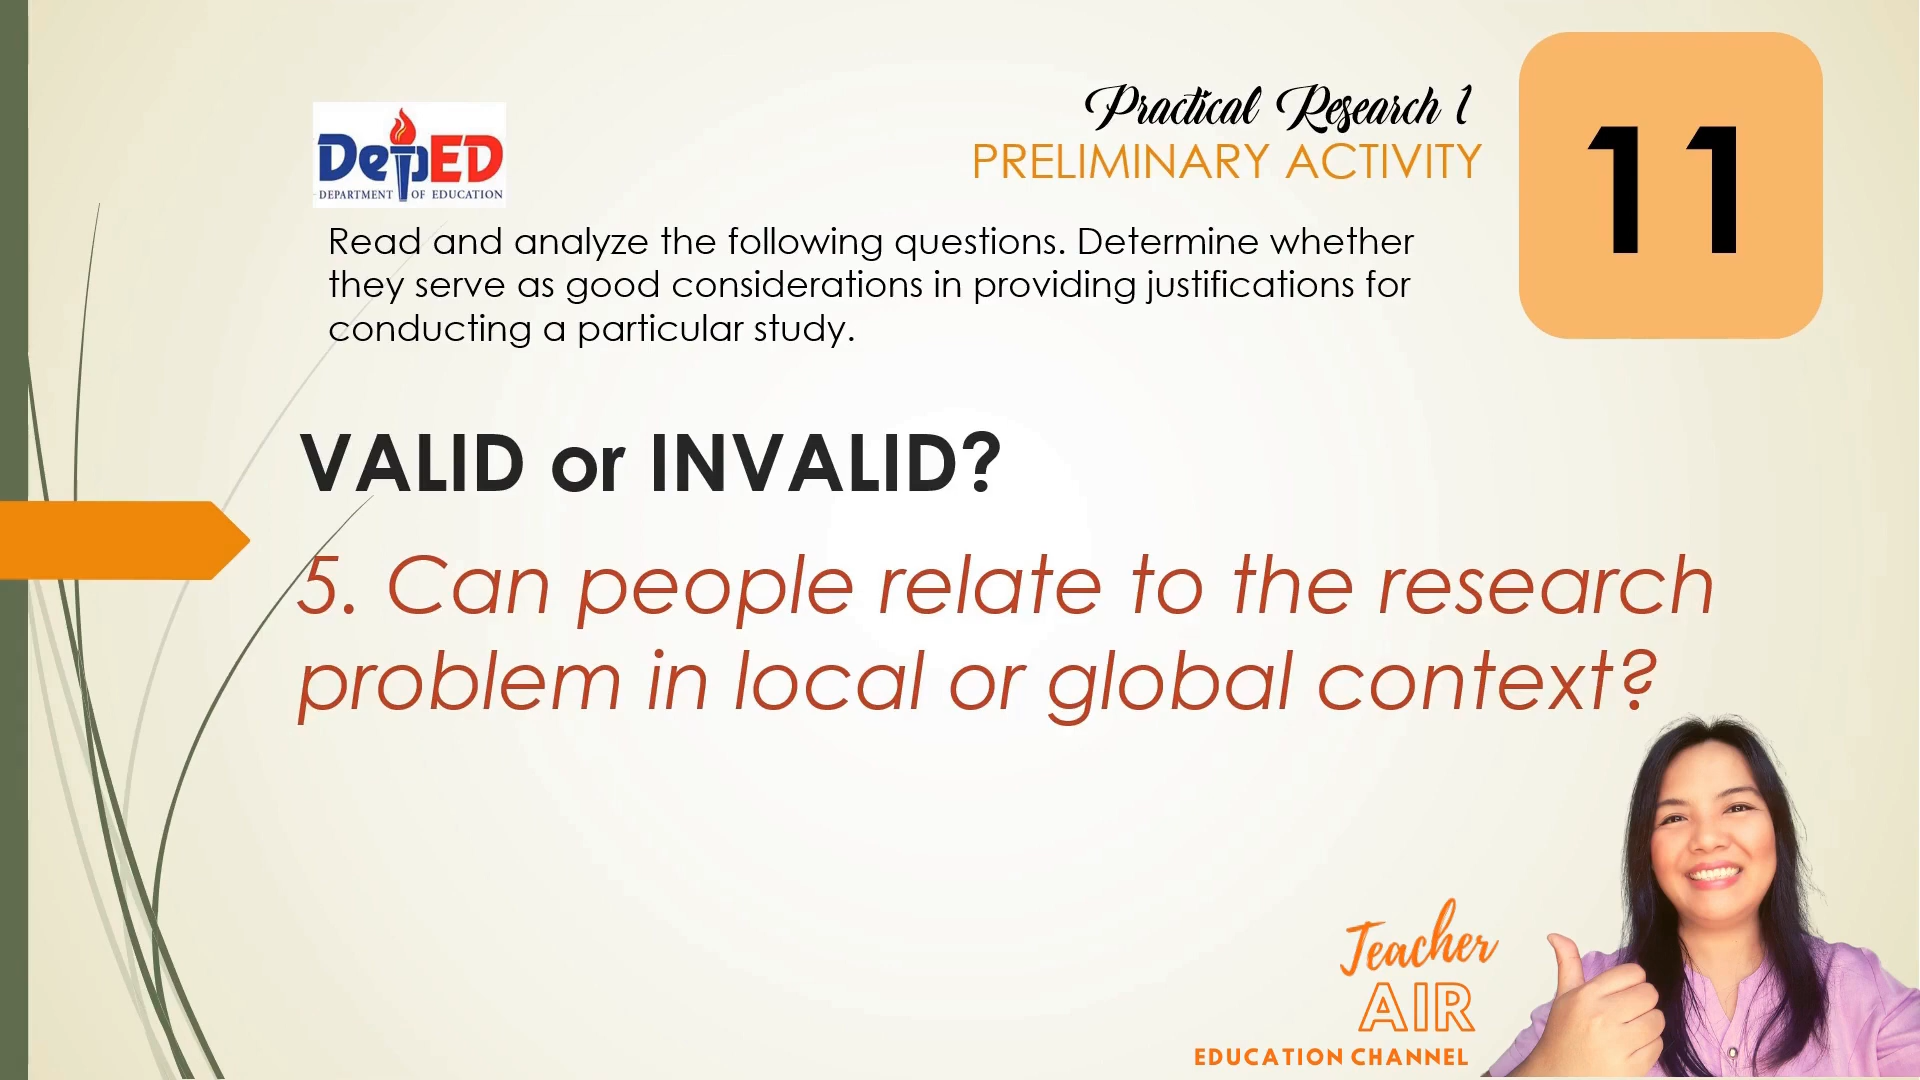 Practical Research 1
PRELIMINARY ACTIVITY
11
DepED
DEPARTMENT OF EDUCATION
Read and analyze the following questions. Determine whether
they serve as good considerations in providing justifications for
conducting a particular study.
VALID or INVALID?
5. Can people relate to the research
problem in local or global context?
Teacher
AIR
EDUCATION CHANNEL